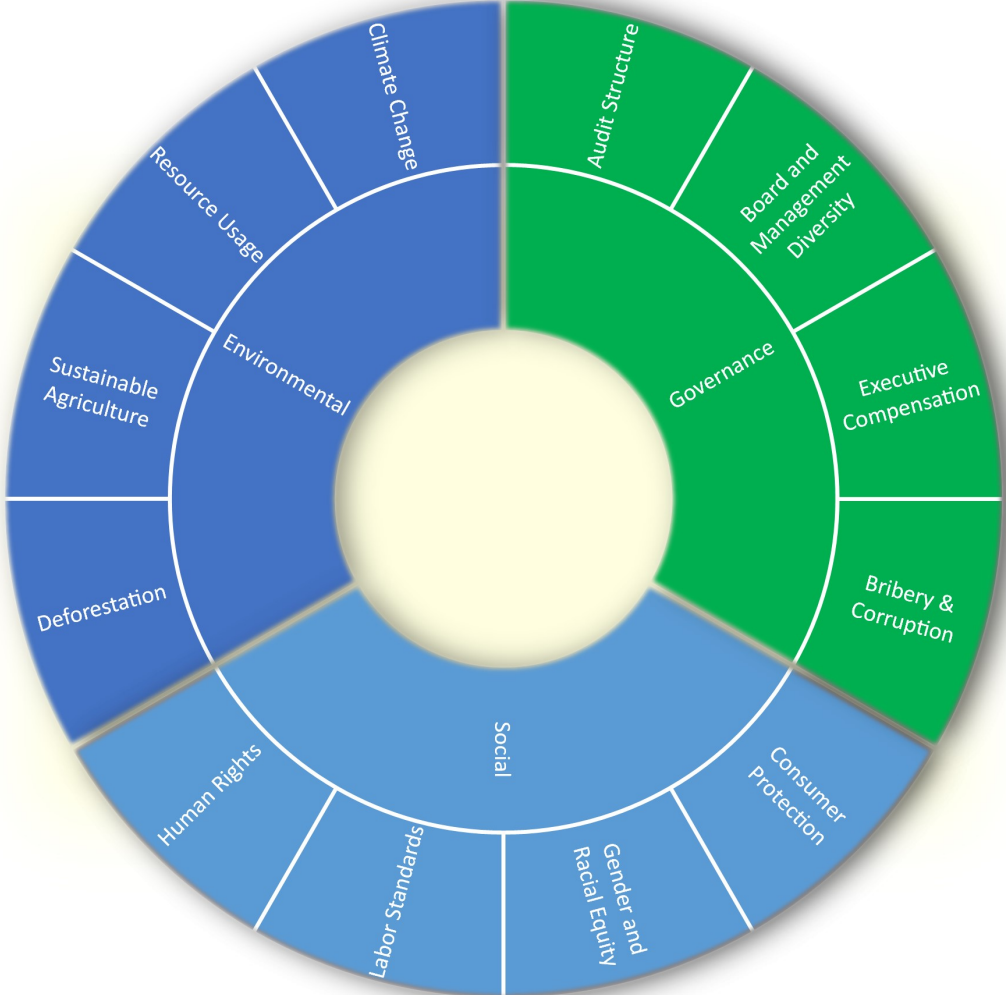 Climate Change
Audit Structure
Resource Usage
Board and
Management
Diversity
Environmental
Governance
Sustainable
Agriculture
Executive
Compensation
Deforestation
Bribery &
Corruption
Social
Human Rights
Consumer
Protection
Labor Standards
Gender and
Racial Equity